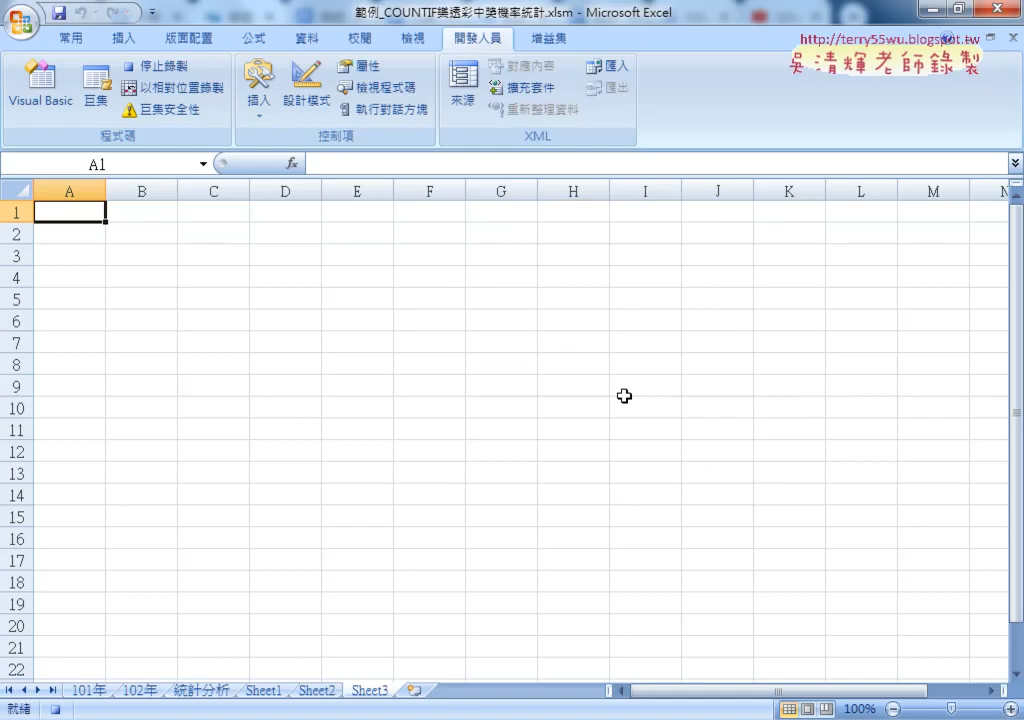 範例_COUNTIF樂透彩中獎機率統計.xlsm - Microsoft Excel
常用 插入 版面配置 公式 資料 校閱 檢視 開發人員 增益集
http://terry55wu.blogspot.tw
吳清輝老師錄製
Visual Basic 巨集 停止錄製 以相對位置錄製 巨集安全性
程式碼
插入 設計模式 屬性 檢視程式碼 執行對話方塊
控制項
來源 對應內容 擴充套件 重新整理資料 匯入 匯出
XML
A1 fx
A B C D E F G H I J K L M N
1
2
3
4
5
6
7
8
9
10
11
12
13
14
15
16
17
18
19
20
21
22
101年 102年 統計分析 Sheet1 Sheet2 Sheet3
就緒 100%